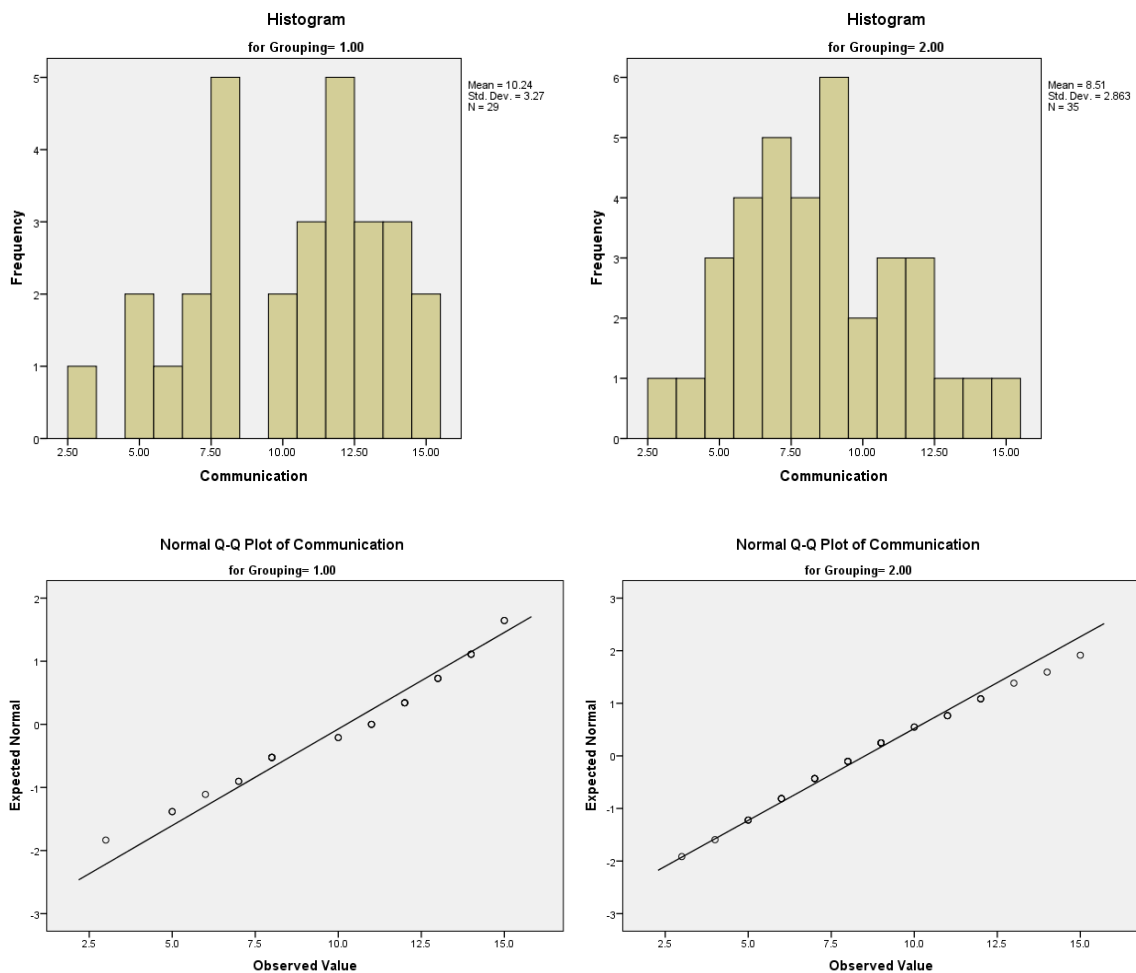 Histogram
for Grouping= 1.00
Mean = 10.24
Std. Dev. = 3.27
N = 29
5
4
3
2
1
0
Frequency
2.50 5.00 7.50 10.00 12.50 15.00
Communication
Histogram
for Grouping= 2.00
Mean = 8.51
Std. Dev. = 2.863
N = 35
6
5
4
3
2
1
0
Frequency
2.50 5.00 7.50 10.00 12.50 15.00
Communication
Normal Q-Q Plot of Communication
for Grouping= 1.00
2
1
0
-1
-2
-3
Expected Normal
2.5 5.0 7.5 10.0 12.5 15.0
Observed Value
Normal Q-Q Plot of Communication
for Grouping= 2.00
3
2
1
0
-1
-2
-3
Expected Normal
2.5 5.0 7.5 10.0 12.5 15.0
Observed Value